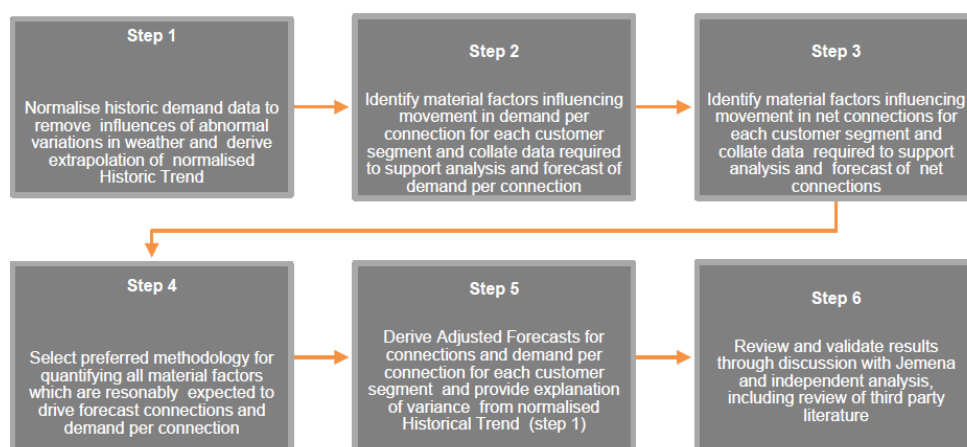 Step 1
Normalise historic demand data to
remove influences of abnormal
variations in weather and derive
extrapolation of normalised
Historic Trend
Step 2
Identify material factors influencing
movement in demand per
connection for each customer
segment and collate data required
to support analysis and forecast of
demand per connection
Step 3
Identify material factors influencing
movement in net connections for
each customer segment and
collate data required to support
analysis and forecast of net
connections
Step 4
Select preferred methodology for
quantifying all material factors
which are resonably expected to
drive forecast connections and
demand per connection
Step 5
Derive Adjusted Forecasts for
connections and demand per
connection for each customer
segment and provide explanation
of variance from normalised
Historical Trend (step 1)
Step 6
Review and validate results
through discussion with Jemena
and independent analysis,
including review of third party
literature